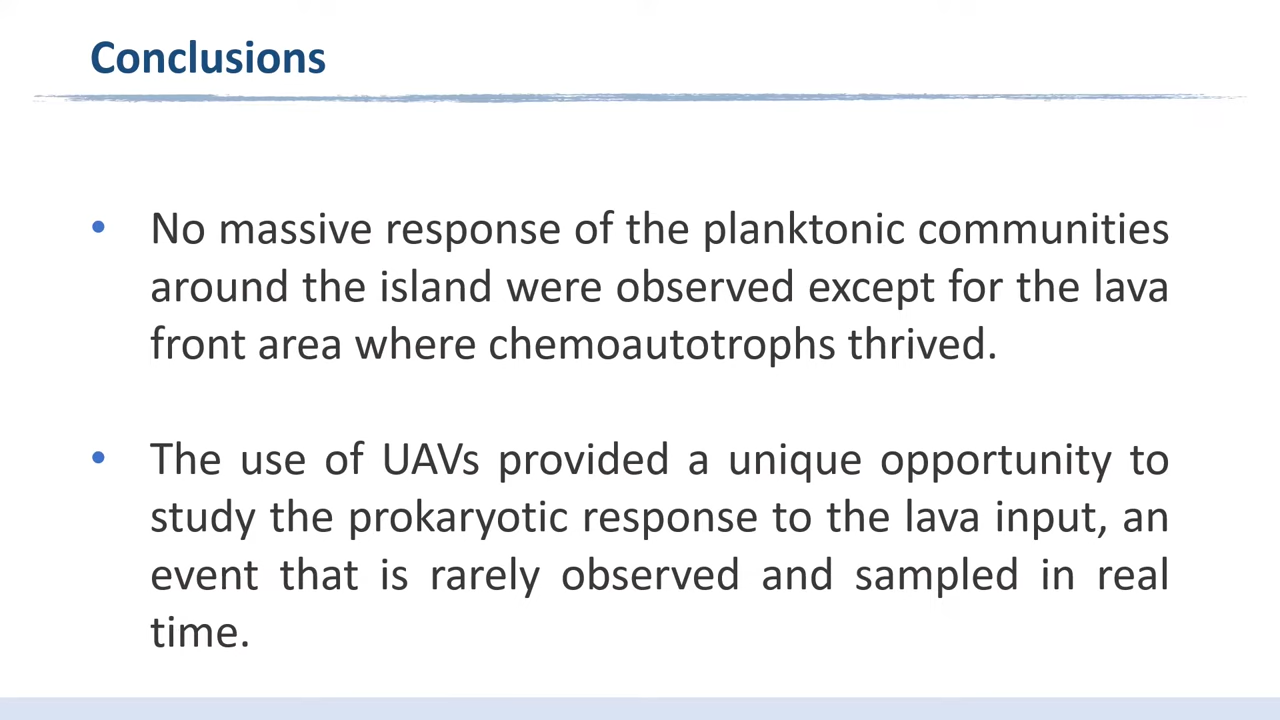 Conclusions
• No massive response of the planktonic communities
around the island were observed except for the lava
front area where chemoautotrophs thrived.
• The use of UAVs provided a unique opportunity to
study the prokaryotic response to the lava input, an
event that is rarely observed and sampled in real
time.